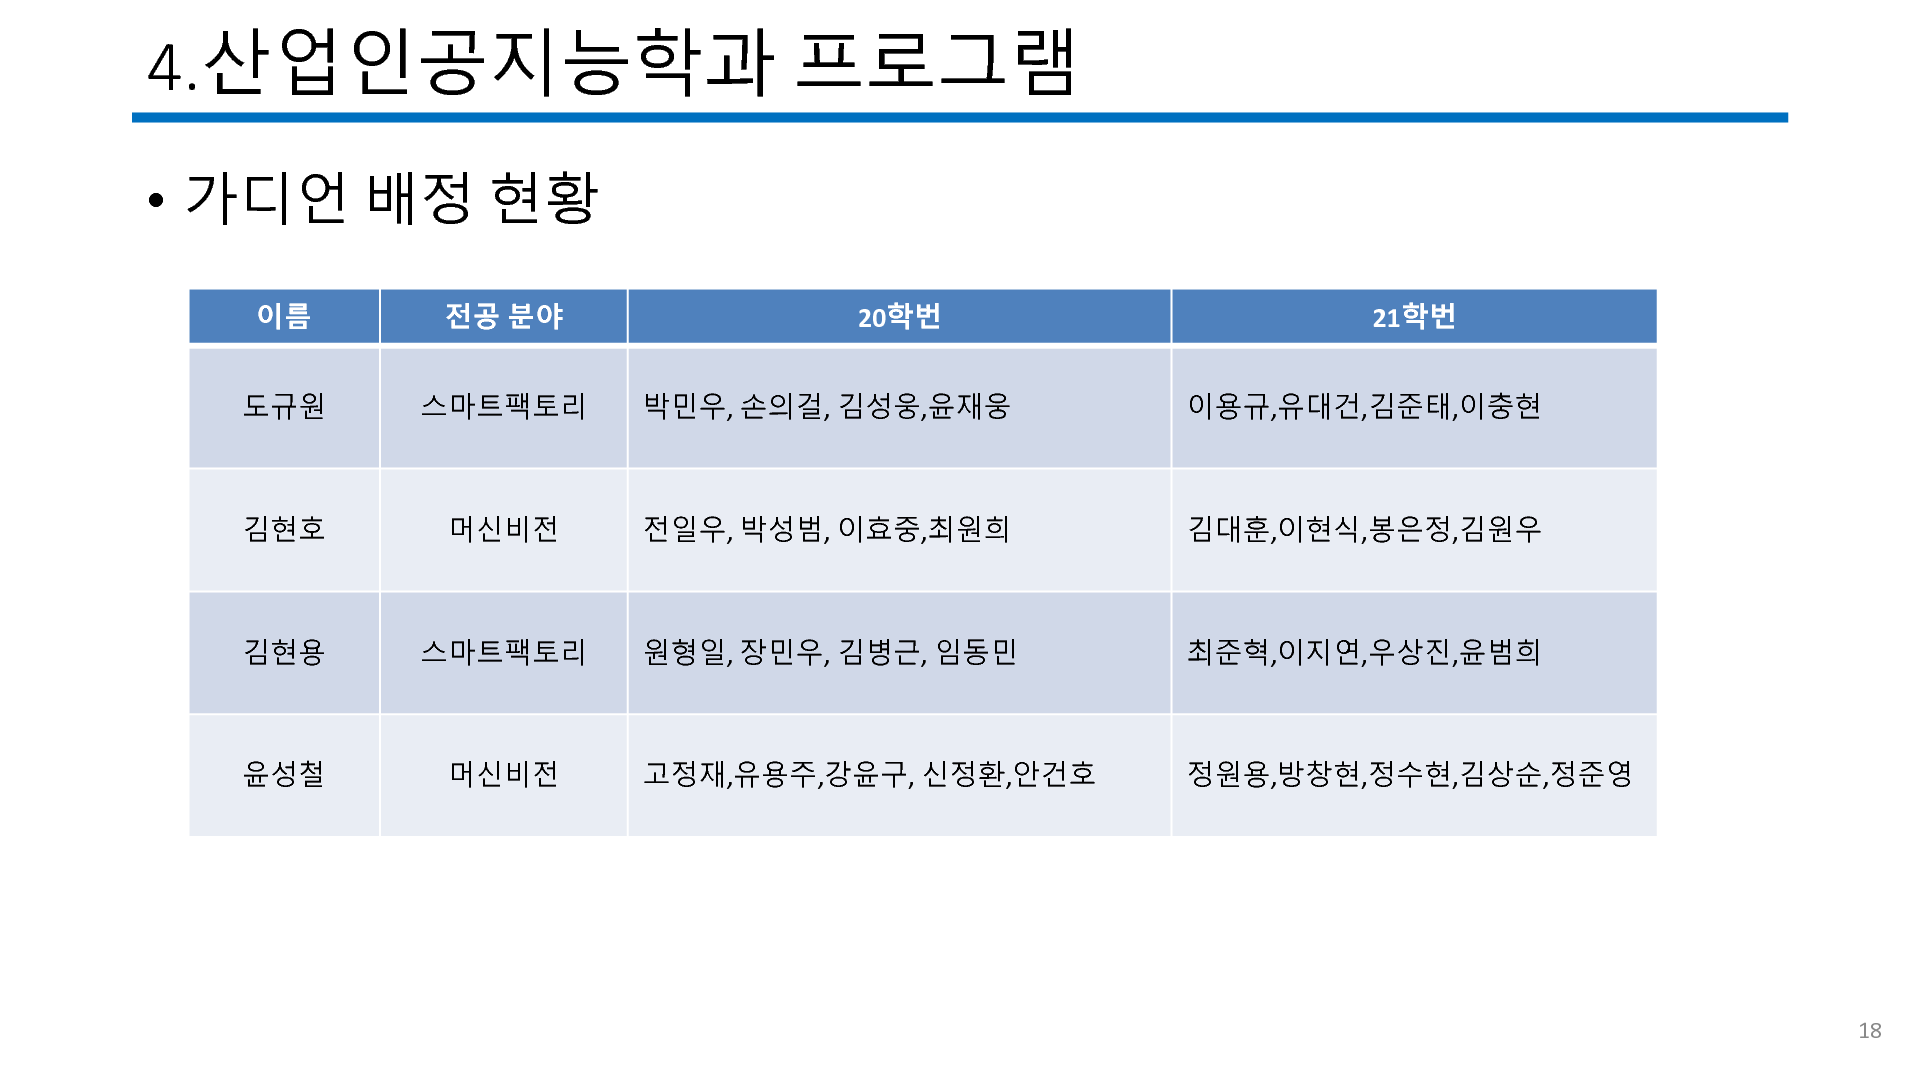 4.산업인공지능학과 프로그램
• 가디언 배정 현황
이름 전공 분야 20학번 21학번
도규원 스마트팩토리 박민우, 손의걸, 김성웅,윤재웅 이용규,유대건,김준태,이충현
김현호 머신비전 전일우, 박성범, 이효중,최원희 김대훈,이현식,봉은정,김원우
김현용 스마트팩토리 원형일, 장민우, 김병근, 임동민 최준혁,이지연,우상진,윤범희
윤성철 머신비전 고정재,유용주,강윤구, 신정환,안건호 정원용,방창현,정수현,김상순,정준영
18